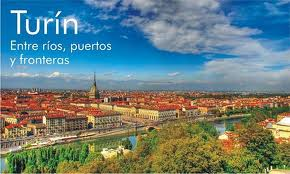 Turín
Entre ríos, puertos
y fronteras